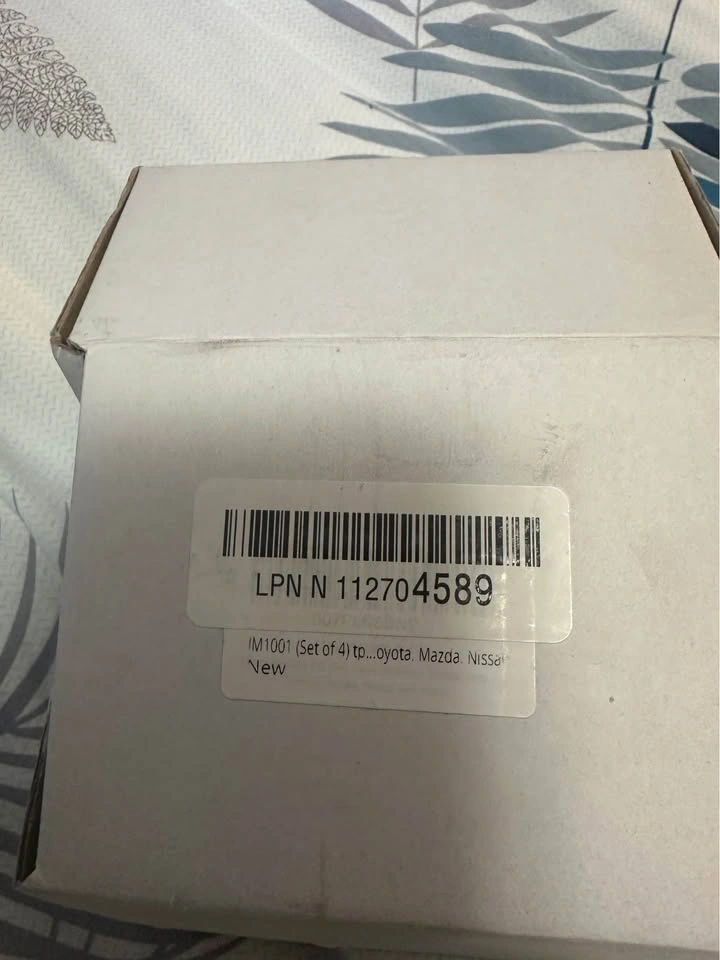 LPN N 112704589
IM1001 (Set of 4) tp...oyota, Mazda, Nissa
New